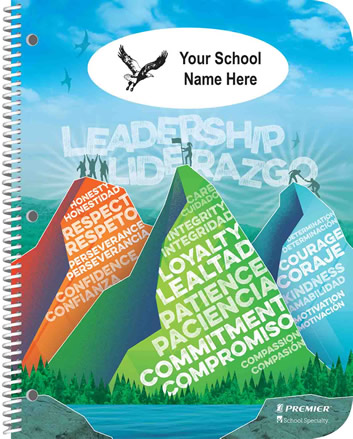 Your School
Name Here
LEADERSHIP
LIDERAZGO
HONESTY
HONESTIDAD
RESPECT
RESPETO
PERSEVERANCE
PERSEVERANCIA
CONFIDENCE
CONFIANZA
CARE
CUIDADO
INTEGRITY
INTEGRIDAD
LOYALTY
LEALTAD
PATIENCE
PACIENCIA
COMMITMENT
COMPROMISO
DETERMINATION
DETERMINACIÓN
COURAGE
CORAJE
KINDNESS
AMABILIDAD
MOTIVATION
MOTIVACIÓN
COMPASSION
COMPASIÓN
PREMIER
School Specialty